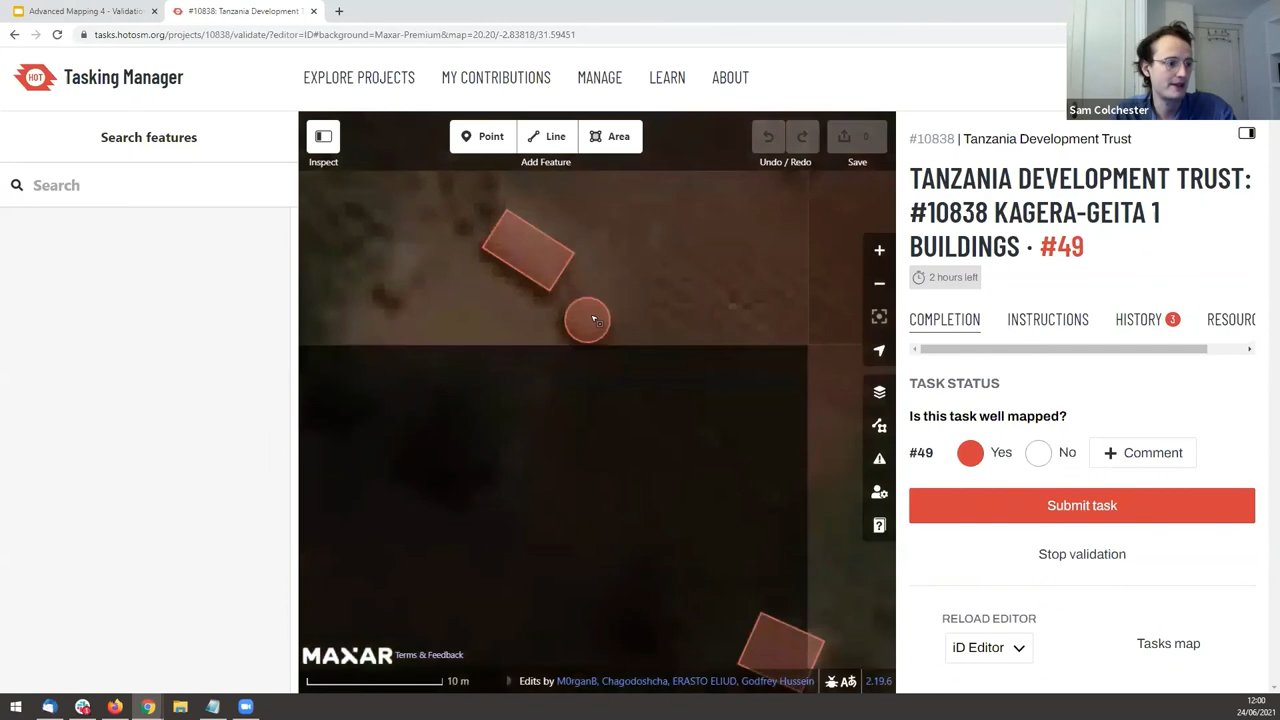 Advanced Mapping 4 - Validatio
#10838: Tanzania Development T
tasks.hotosm.org/projects/10838/validate/?editor=ID#background=Maxar-Premium&map=20.20/-2.83818/31.59451
HOT
Tasking Manager
EXPLORE PROJECTS
MY CONTRIBUTIONS
MANAGE
LEARN
ABOUT
Sam Colchester
Search features
Search
Inspect
Point
Line
Area
Add Feature
Undo / Redo
0
Save
#10838 | Tanzania Development Trust
TANZANIA DEVELOPMENT TRUST:
#10838 KAGERA-GEITA 1
BUILDINGS · #49
2 hours left
COMPLETION
INSTRUCTIONS
HISTORY 3
RESOURC
TASK STATUS
Is this task well mapped?
#49
Yes
No
+ Comment
Submit task
Stop validation
RELOAD EDITOR
iD Editor
Tasks map
MAXAR
Terms & Feedback
10 m
Edits by M0rganB, Chagodoshcha, ERASTO ELIUD, Godfrey Hussein
2.19.6
12:00
24/06/2021